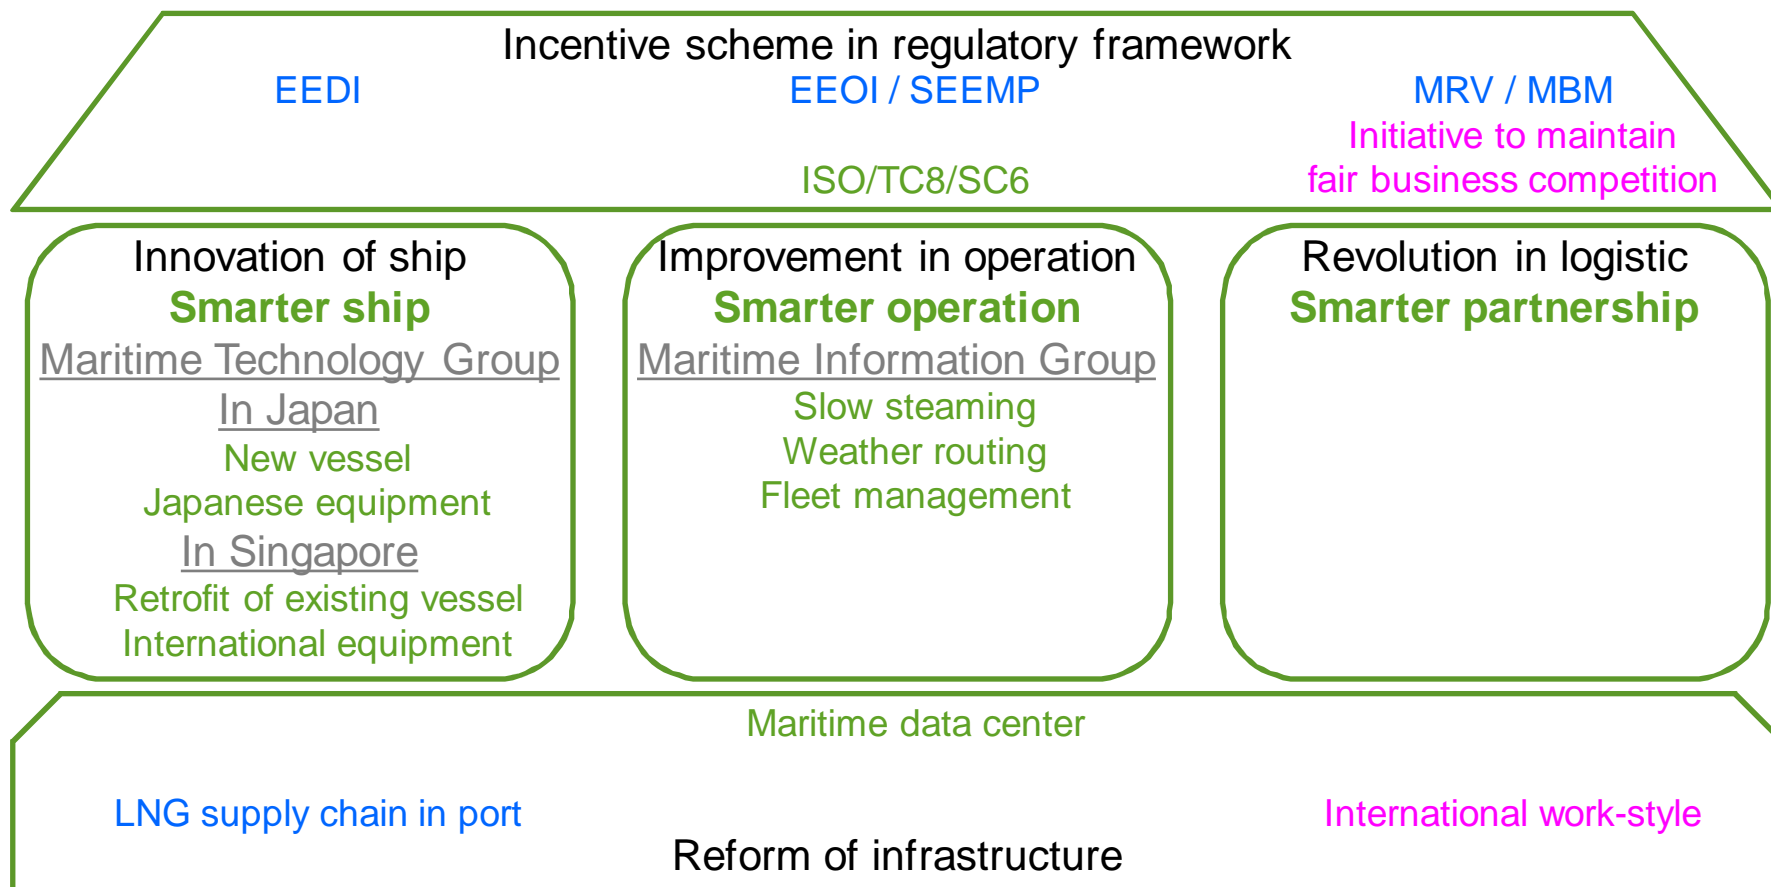 Incentive scheme in regulatory framework
EEDI
EEOI / SEEMP
MRV / MBM
Initiative to maintain
fair business competition
ISO/TC8/SC6
Innovation of ship
Smarter ship
Maritime Technology Group
In Japan
New vessel
Japanese equipment
In Singapore
Retrofit of existing vessel
International equipment
Improvement in operation
Smarter operation
Maritime Information Group
Slow steaming
Weather routing
Fleet management
Revolution in logistic
Smarter partnership
Maritime data center
LNG supply chain in port
International work-style
Reform of infrastructure